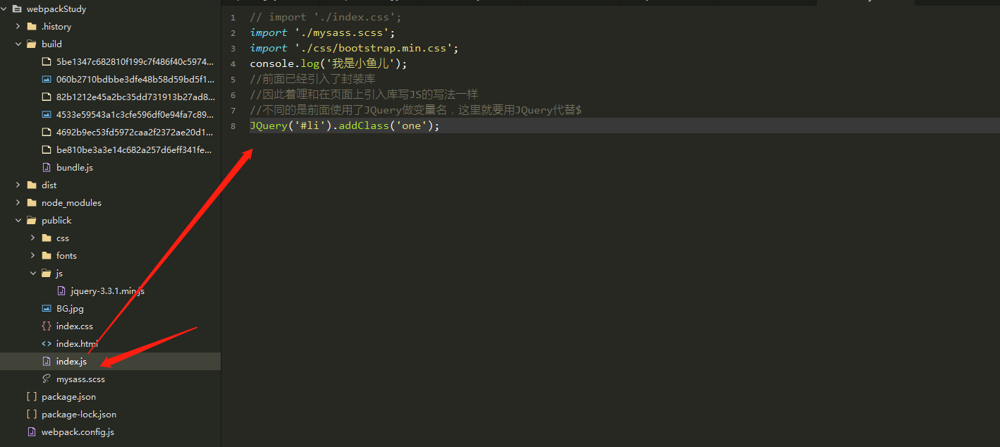 webpackStudy
.history
build
5be1347c682810f199c7f486f40c5974...
060b2710bdbbe3dfe48b58d59bd5f1...
82b1212e45a2bc35dd731913b27ad8...
4533e59543a1c3cfe596df0e94fa7c89...
4692b9ec53fd5972caa2f2372ae20d1...
be810be3a3e14c682a257d6eff341fe...
bundle.js
dist
node_modules
publick
css
fonts
js
jquery-3.3.1.min.js
BG.jpg
index.css
index.html
index.js
mysass.scss
package.json
package-lock.json
webpack.config.js
1 // import './index.css';
2 import './mysass.scss';
3 import './css/bootstrap.min.css';
4 console.log('我是小鱼儿');
5 //前面已经引入了封装库
6 //因此着哩和在页面上引入库写JS的写法一样
7 //不同的是前面使用了JQuery做变量名，这里就要用JQuery代替$
8 JQuery('#li').addClass('one');